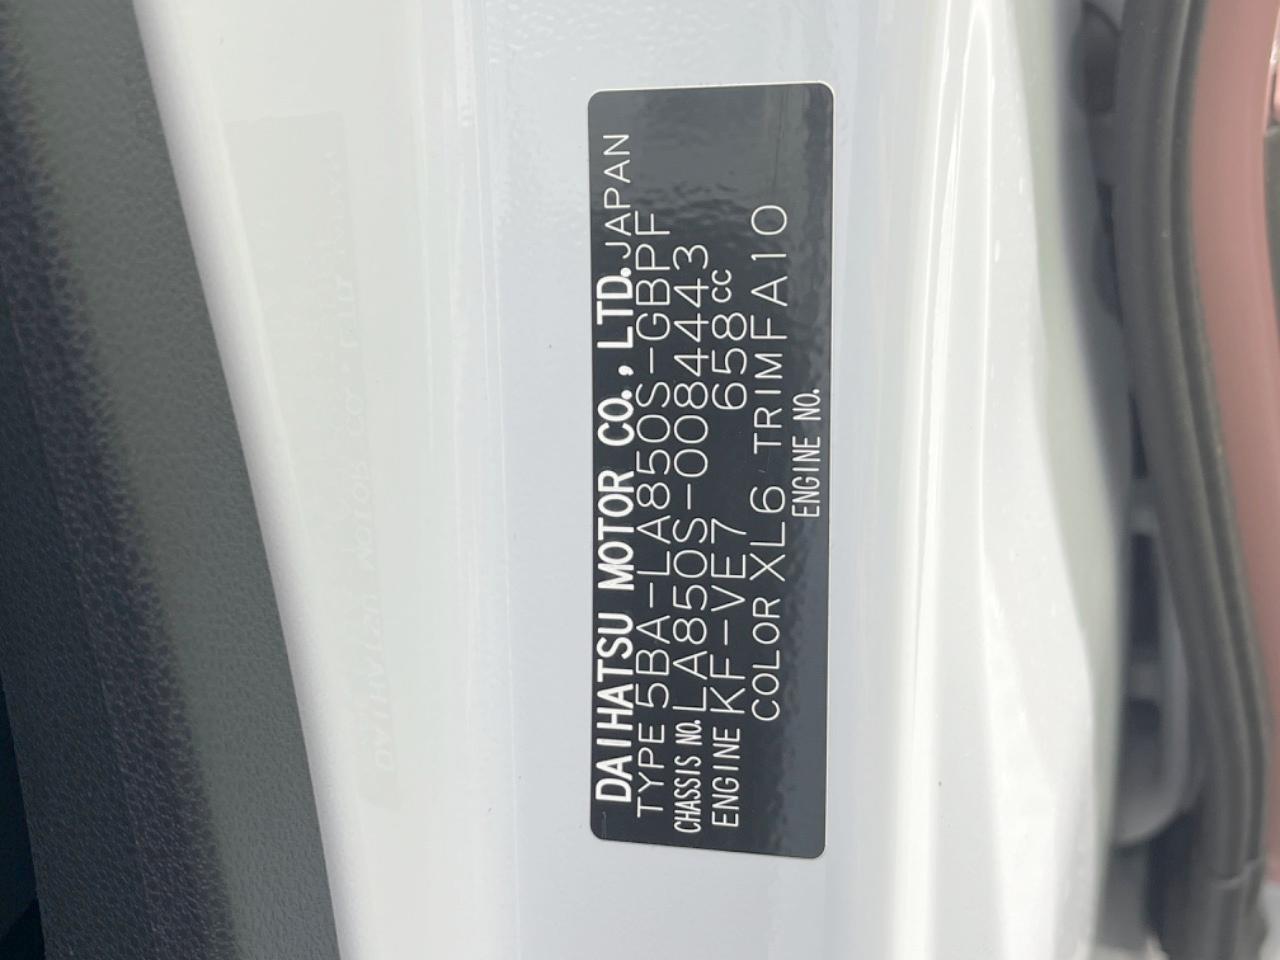 DAIHATSU MOTOR CO., LTD. JAPAN
TYPE 5BA-LA850S-GBPF
CHASSIS NO. LA850S-0084443
ENGINE KF-VE7 658cc
COLOR XL6 TRIM FA10
ENGINE NO.